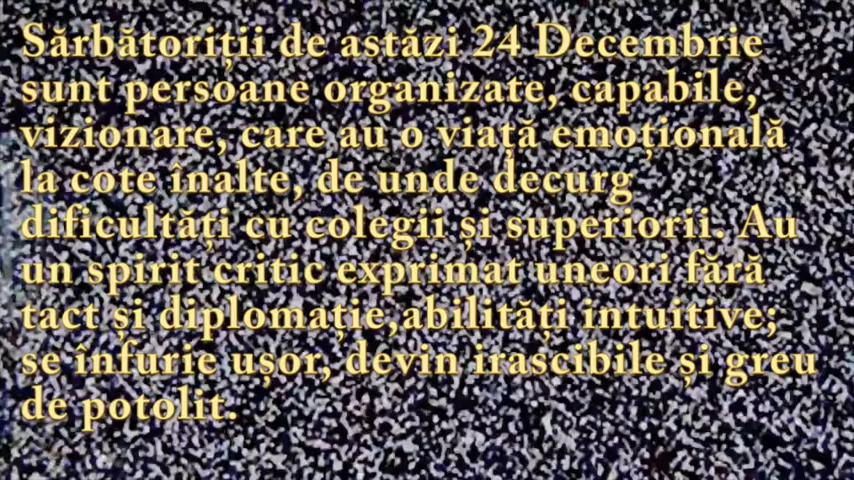 Sărbătoriții de astăzi 24 Decembrie
sunt persoane organizate, capabile,
vizionare, care au o viață emoțională
la cote înalte, de unde decurg
dificultăți cu colegii și superiorii. Au
un spirit critic exprimat uneori fără
tact și diplomație,abilități intuitive;
se înfurie ușor, devin irascibile și greu
de potolit.